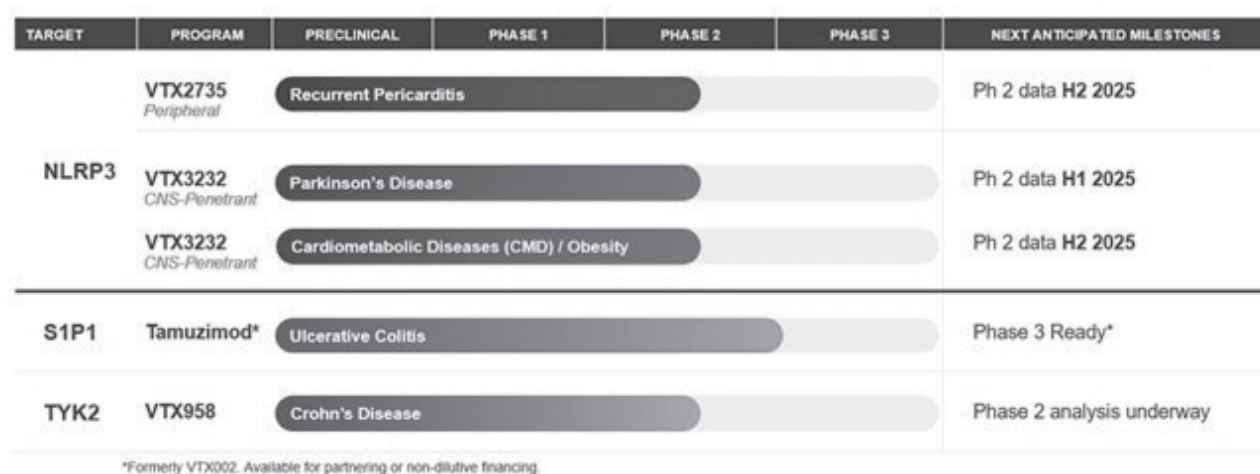 TARGET PROGRAM PRECLINICAL PHASE 1 PHASE 2 PHASE 3 NEXT ANTICIPATED MILESTONES
NLRP3
VTX2735 Recurrent Pericarditis Ph 2 data H2 2025
Peripheral
VTX3232 Parkinson's Disease Ph 2 data H1 2025
CNS-Penetrant
VTX3232 Cardiometabolic Diseases (CMD) / Obesity Ph 2 data H2 2025
CNS-Penetrant
S1P1 Tamuzimod* Ulcerative Colitis Phase 3 Ready*
TYK2 VTX958 Crohn's Disease Phase 2 analysis underway
*Formerly VTX002. Available for partnering or non-dilutive financing.